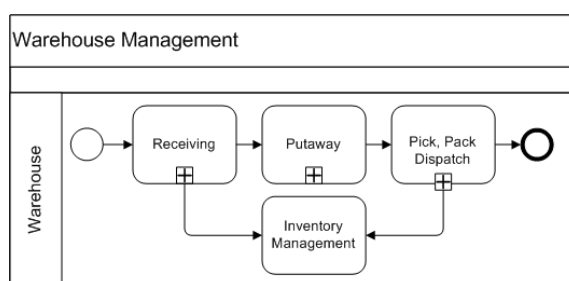 Warehouse Management
Warehouse
Receiving
Putaway
Pick, Pack
Dispatch
Inventory
Management